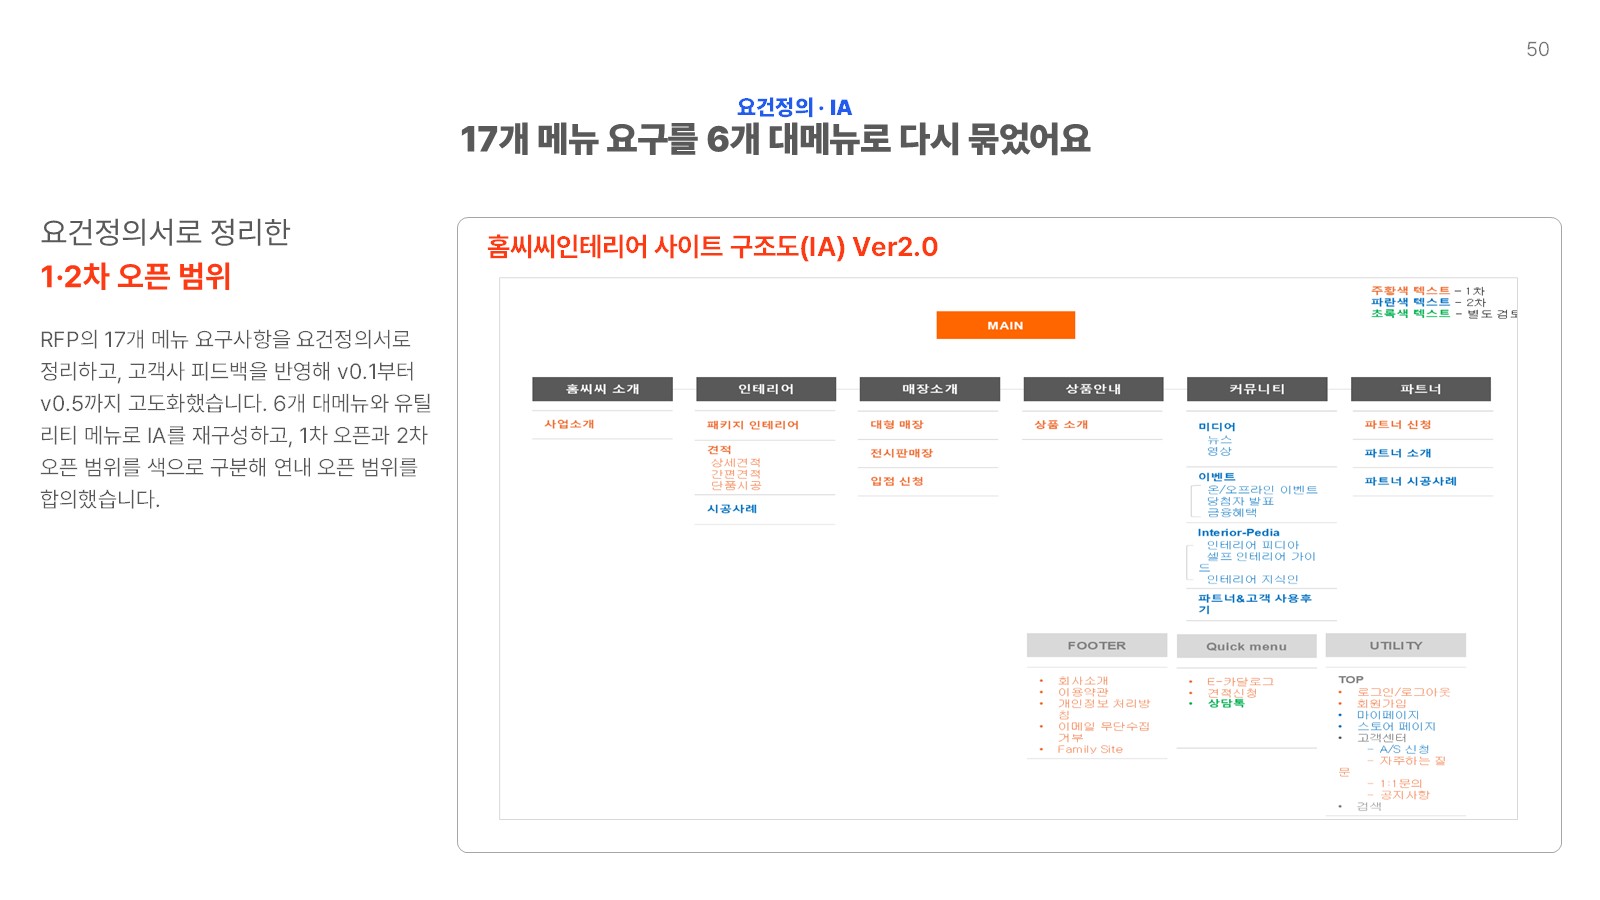 50
요건정의 · IA
17개 메뉴 요구를 6개 대메뉴로 다시 묶었어요
요건정의서로 정리한
1·2차 오픈 범위
RFP의 17개 메뉴 요구사항을 요건정의서로
정리하고, 고객사 피드백을 반영해 v0.1부터
v0.5까지 고도화했습니다. 6개 대메뉴와 유틸
리티 메뉴로 IA를 재구성하고, 1차 오픈과 2차
오픈 범위를 색으로 구분해 연내 오픈 범위를
합의했습니다.
홈씨씨인테리어 사이트 구조도(IA) Ver2.0
주황색 텍스트 – 1차
파란색 텍스트 – 2차
초록색 텍스트 – 별도 검토
MAIN
홈씨씨 소개
사업소개
인테리어
패키지 인테리어
견적
상세견적
간편견적
단품시공
시공사례
매장소개
대형 매장
전시판매장
입점 신청
상품안내
상품 소개
커뮤니티
미디어
뉴스
영상
이벤트
온/오프라인 이벤트
당첨자 발표
금융혜택
Interior-Pedia
인테리어 피디아
셀프 인테리어 가이
드
인테리어 지식인
파트너&고객 사용후
기
파트너
파트너 신청
파트너 소개
파트너 시공사례
FOOTER
• 회사소개
• 이용약관
• 개인정보 처리방
침
• 이메일 무단수집
거부
• Family Site
Quick menu
• E-카달로그
• 견적신청
• 상담톡
UTILITY
TOP
• 로그인/로그아웃
• 회원가입
• 마이페이지
• 스토어 페이지
• 고객센터
– A/S 신청
– 자주하는 질
문
– 1:1문의
– 공지사항
• 검색